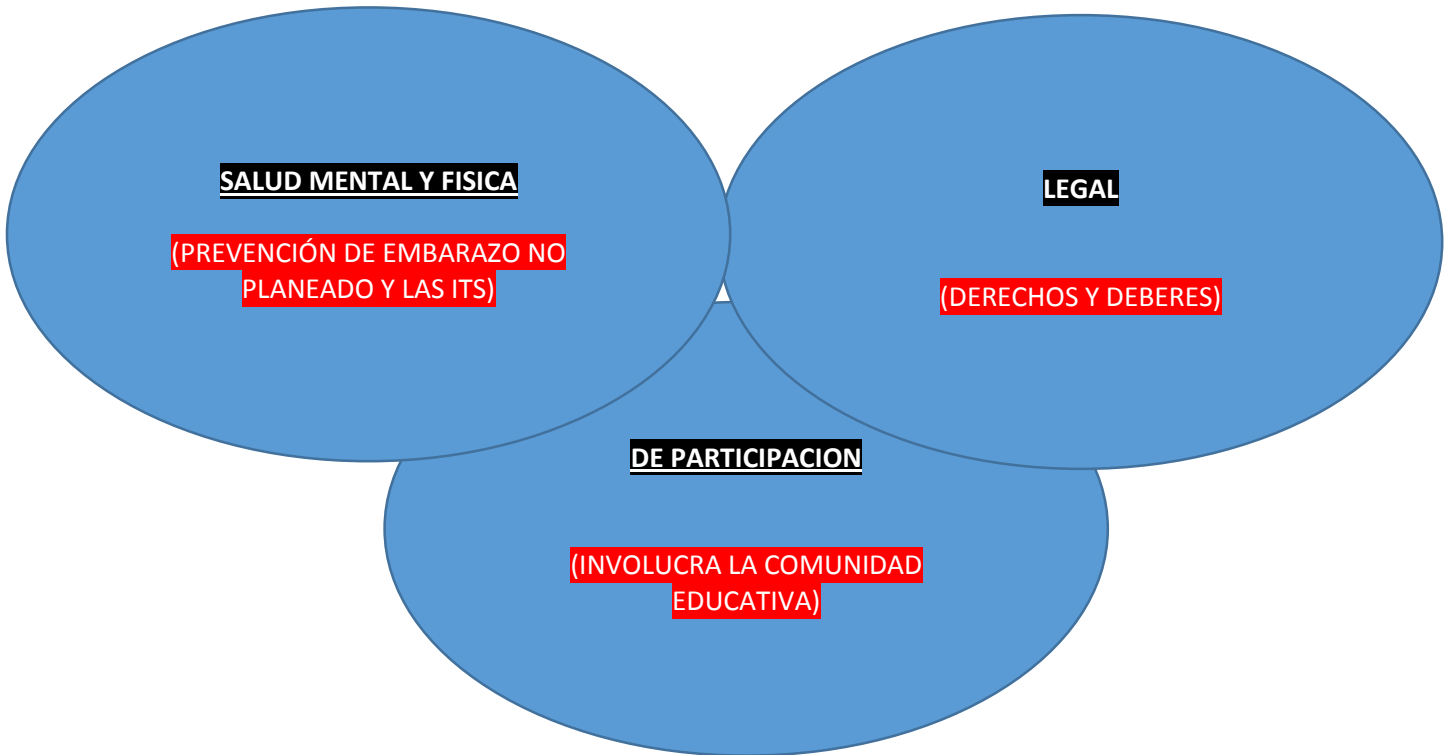 SALUD MENTAL Y FISICA
(PREVENCIÓN DE EMBARAZO NO
PLANEADO Y LAS ITS)
LEGAL
(DERECHOS Y DEBERES)
DE PARTICIPACION
(INVOLUCRA LA COMUNIDAD
EDUCATIVA)